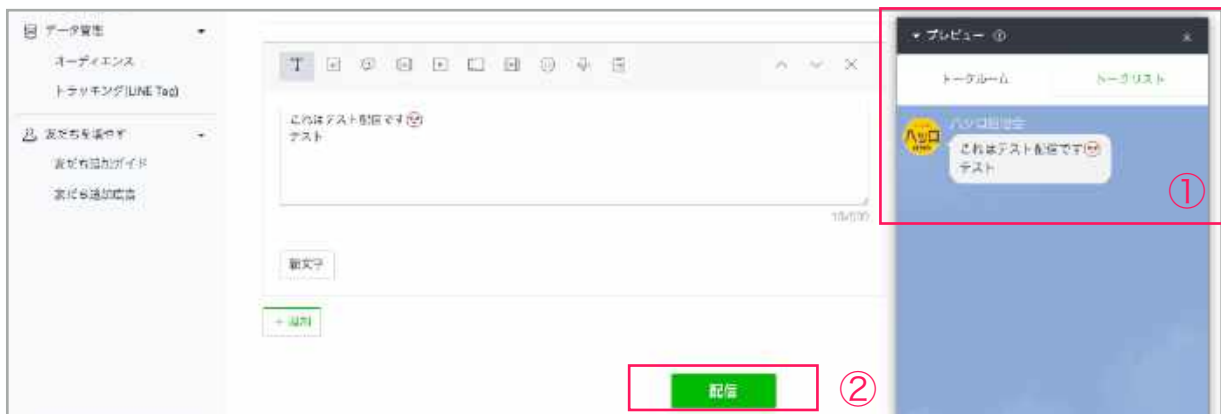 データ管理
オーディエンス
トラッキング(LINE Tag)
友だちを増やす
友だち追加ガイド
友だち追加広告
T
これはテスト配信です
テスト
絵文字
+ 追加
配信
②
プレビュー
トークルーム
トークリスト
これはテスト配信です
テスト
①